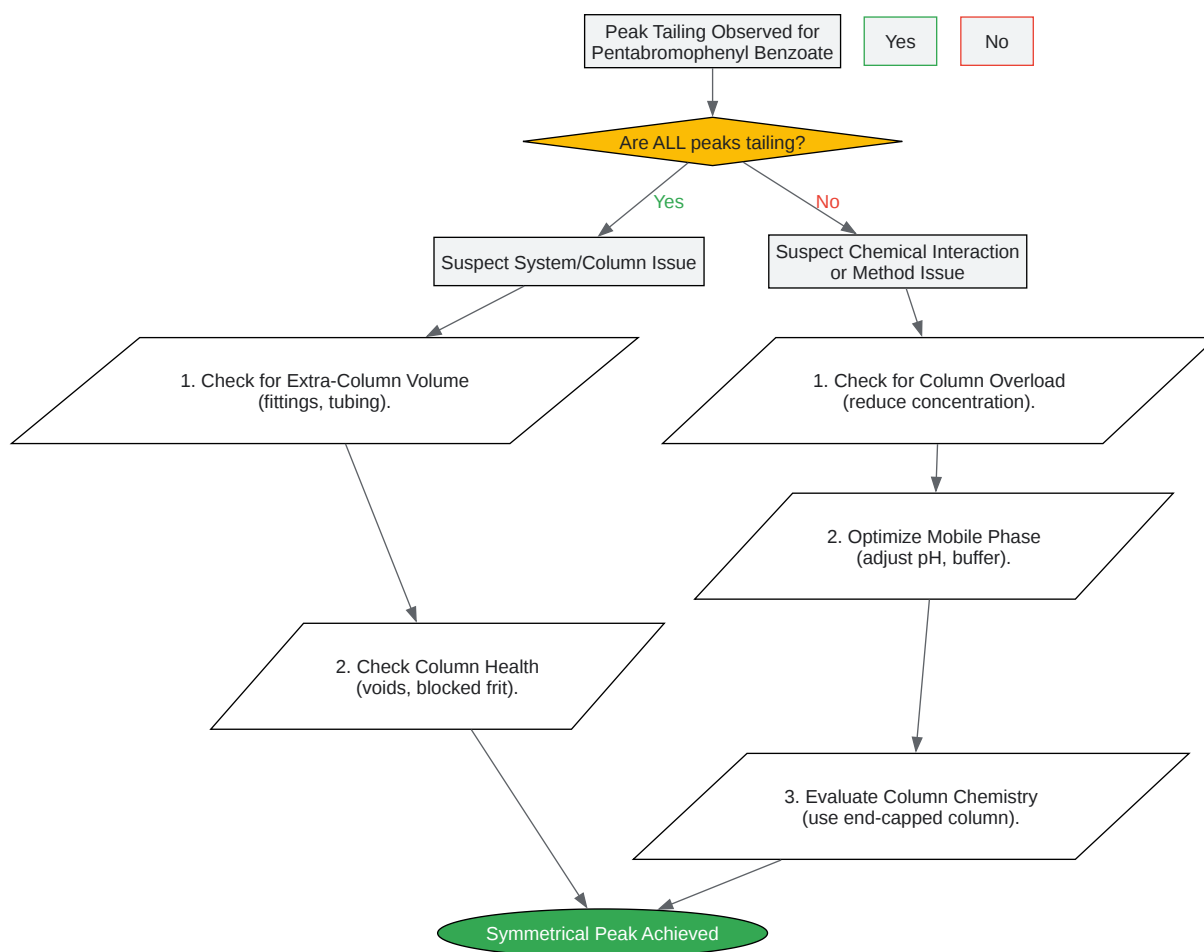 Peak Tailing Observed for
Pentabromophenyl Benzoate
Yes
No
Are ALL peaks tailing?
Yes
No
Suspect System/Column Issue
Suspect Chemical Interaction
or Method Issue
1. Check for Extra-Column Volume
(fittings, tubing).
1. Check for Column Overload
(reduce concentration).
2. Optimize Mobile Phase
(adjust pH, buffer).
2. Check Column Health
(voids, blocked frit).
3. Evaluate Column Chemistry
(use end-capped column).
Symmetrical Peak Achieved